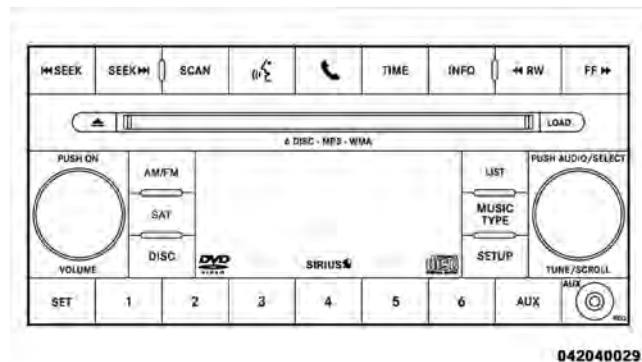 SEEK SEEK SCAN TIME INFO RW FF
LOAD
6 DISC - MP3 - WMA
PUSH ON
AM/FM
SAT
DISC
VOLUME
DVD
VIDEO
SIRIUS
LIST
MUSIC
TYPE
SETUP
PUSH AUDIO/SELECT
TUNE/SCROLL
SET 1 2 3 4 5 6 AUX
AUX
042040029